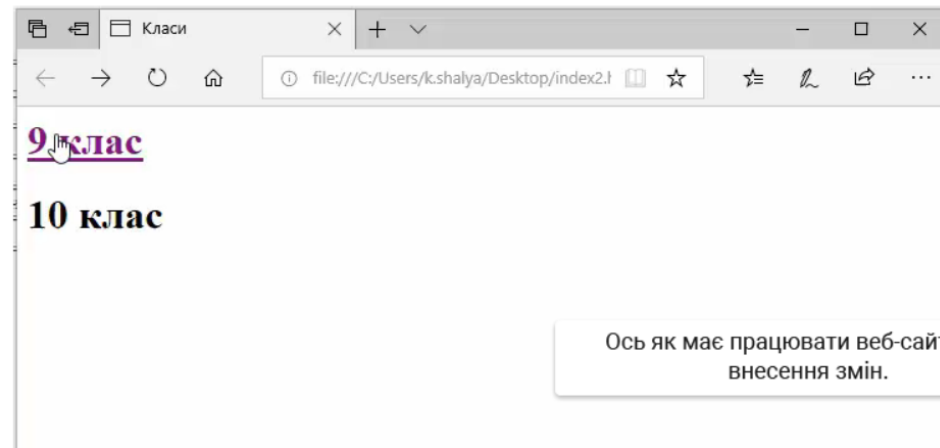 Класи
file:///C:/Users/k.shalya/Desktop/index2.h
9 клас
10 клас
Ось як має працювати веб-сайт
внесення змін.